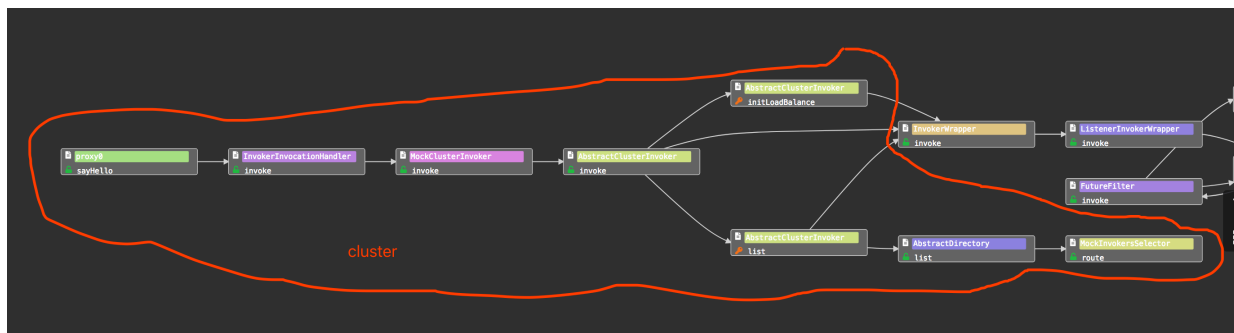 AbstractClusterInvoker
initLoadBalance
InvokerWrapper
invoke
ListenerInvokerWrapper
invoke
proxy0
sayHello
InvokerInvocationHandler
invoke
MockClusterInvoker
invoke
AbstractClusterInvoker
invoke
FutureFilter
invoke
AbstractClusterInvoker
list
AbstractDirectory
list
MockInvokersSelector
route
cluster